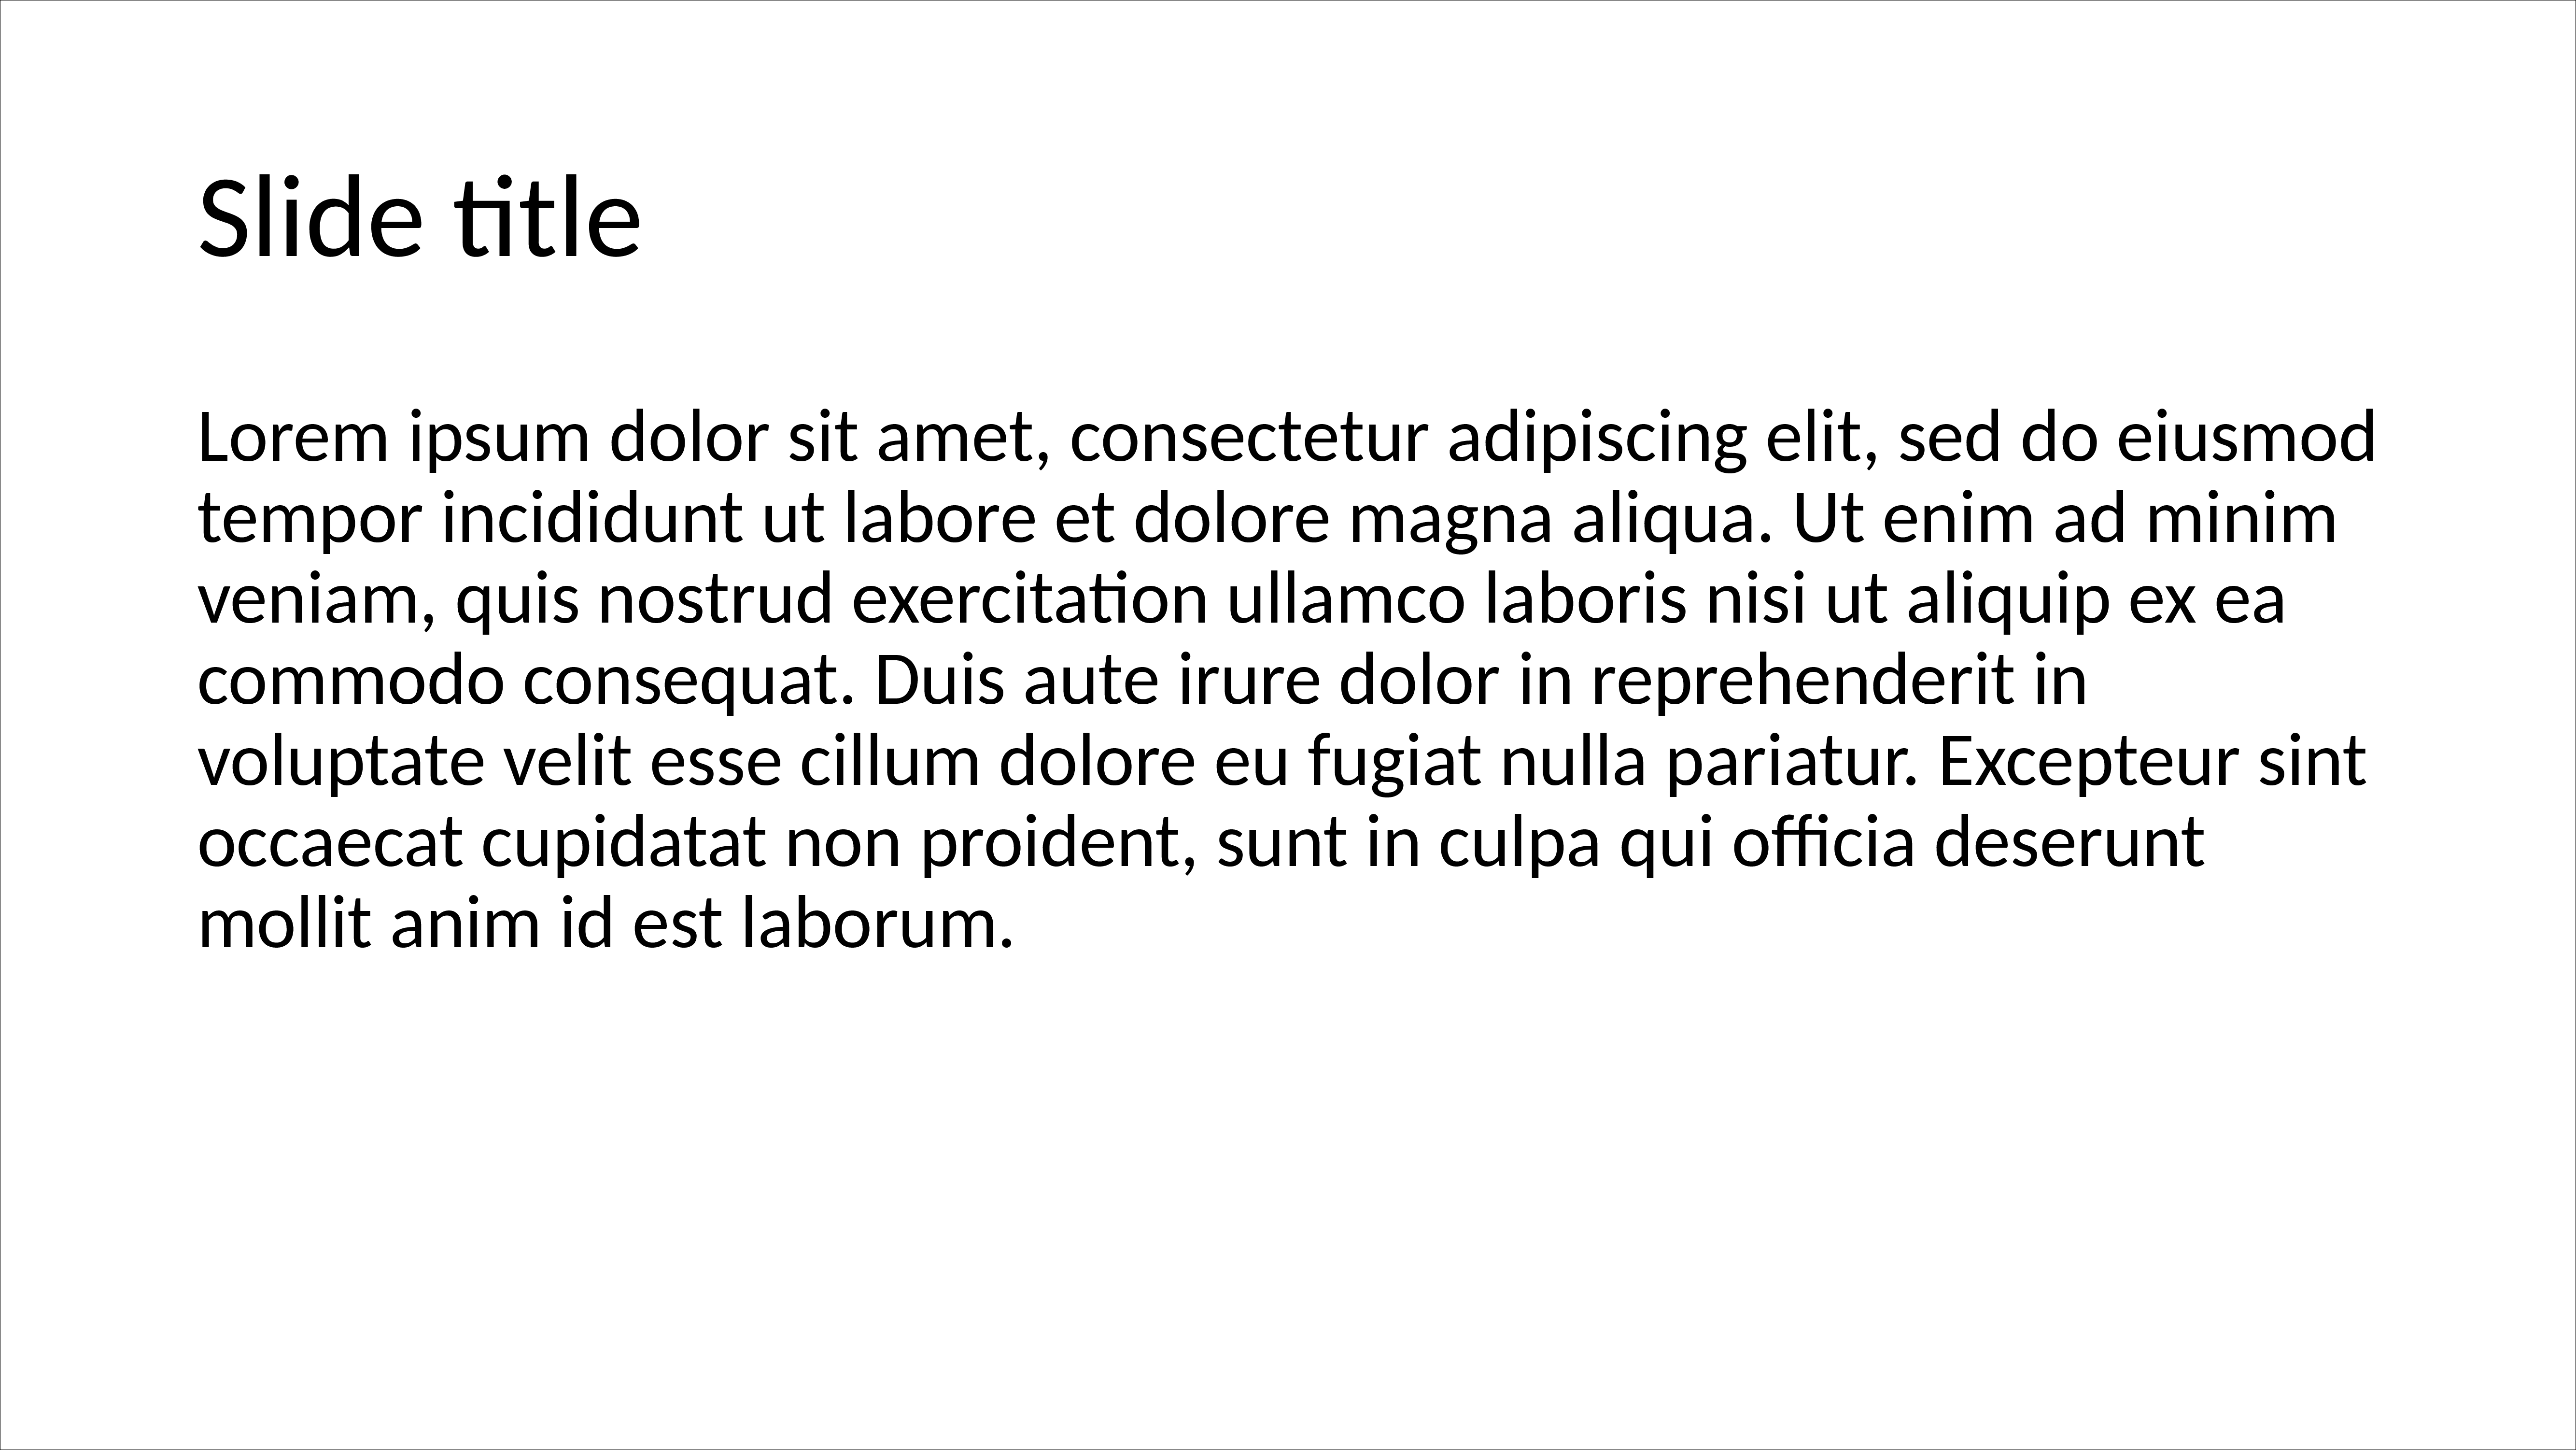 Slide title
Lorem ipsum dolor sit amet, consectetur adipiscing elit, sed do eiusmod
tempor incididunt ut labore et dolore magna aliqua. Ut enim ad minim
veniam, quis nostrud exercitation ullamco laboris nisi ut aliquip ex ea
commodo consequat. Duis aute irure dolor in reprehenderit in
voluptate velit esse cillum dolore eu fugiat nulla pariatur. Excepteur sint
occaecat cupidatat non proident, sunt in culpa qui officia deserunt
mollit anim id est laborum.